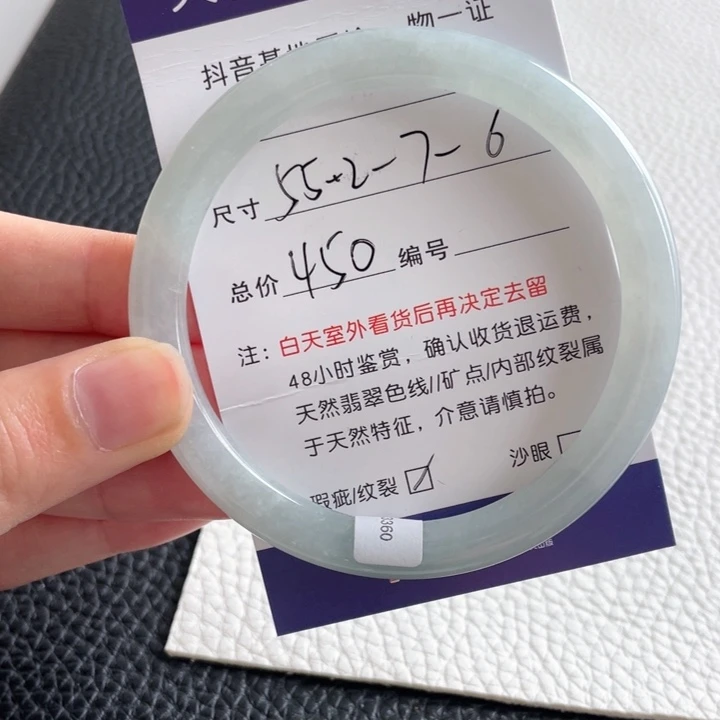 抖音基地
物一证
尺寸 55.2-7-6
总价 450 编号
注：白天室外看货后再决定去留
48小时鉴赏，确认收货退运费，
天然翡翠色线//矿点/内部纹裂属
于天然特征，介意请慎拍。
瑕疵/纹裂 ☑ 沙眼
0360